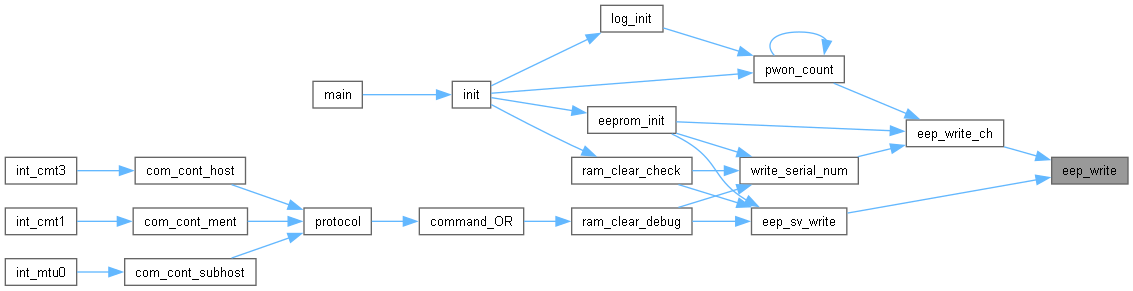 log_init
pwon_count
main
init
eeprom_init
eep_write_ch
int_cmt3
com_cont_host
ram_clear_check
write_serial_num
eep_write
int_cmt1
com_cont_ment
protocol
command_OR
ram_clear_debug
eep_sv_write
int_mtu0
com_cont_subhost